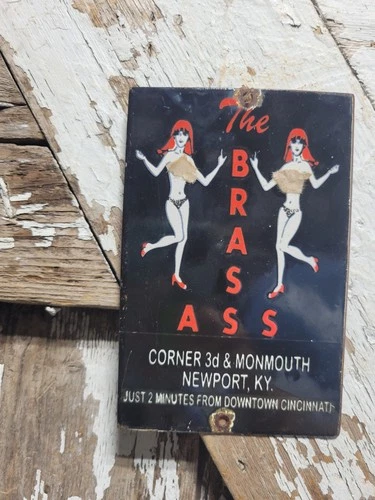 The
BRASS
ASS
CORNER 3d & MONMOUTH
NEWPORT, KY.
JUST 2 MINUTES FROM DOWNTOWN CINCINNATI